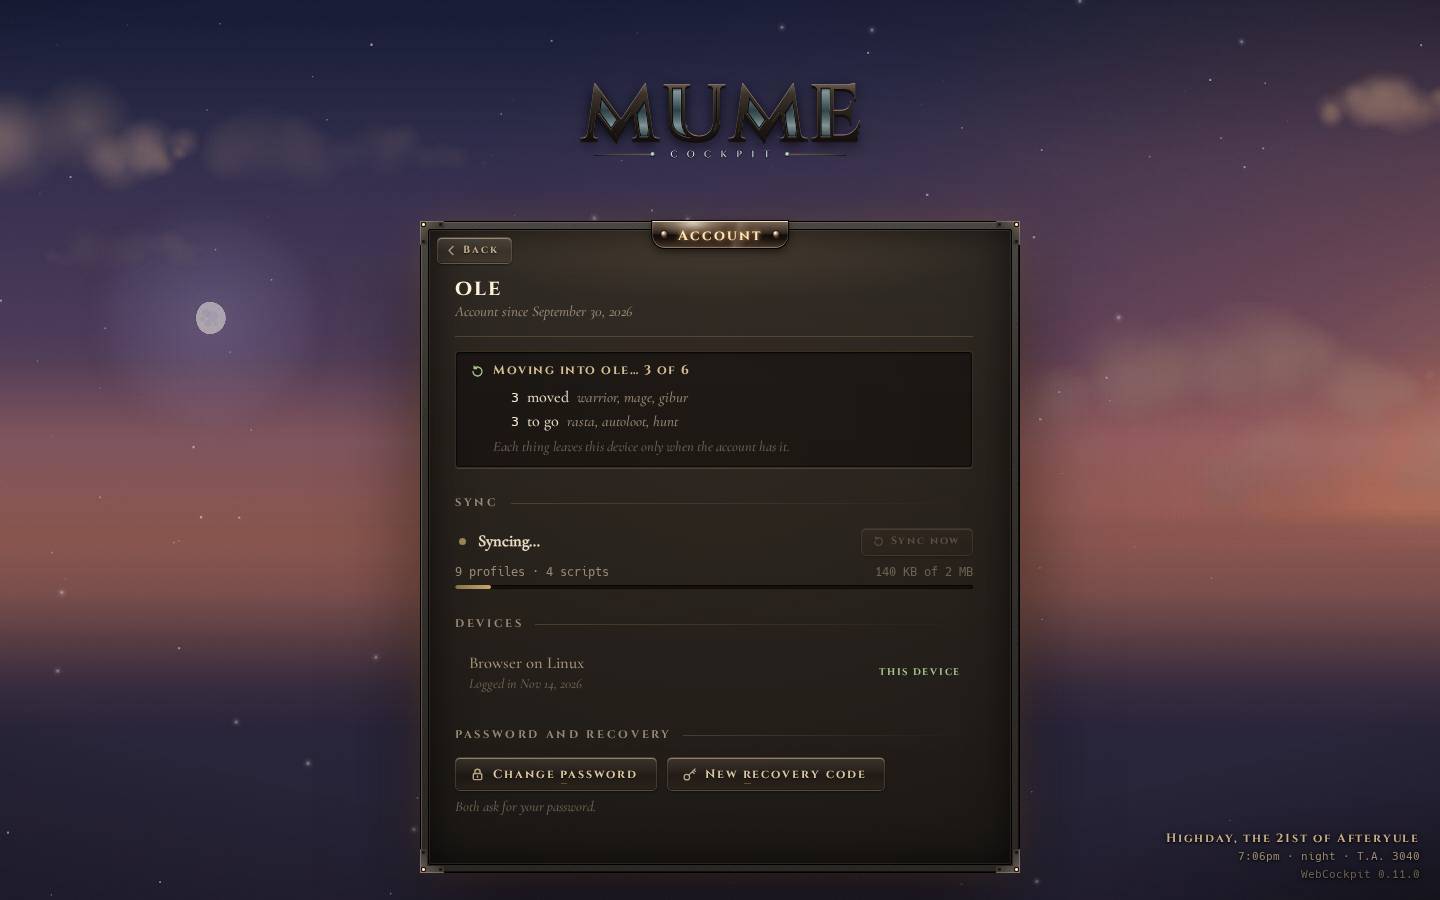 MUME
COCKPIT
Account
Back
OLE
Account since September 30, 2026
Moving into OLE… 3 of 6
3 moved warrior, mage, gibur
3 to go rasta, autoloot, hunt
Each thing leaves this device only when the account has it.
SYNC
Syncing…
Sync now
9 profiles · 4 scripts
140 KB of 2 MB
DEVICES
Browser on Linux
Logged in Nov 14, 2026
THIS DEVICE
PASSWORD AND RECOVERY
Change password
New recovery code
Both ask for your password.
Highday, the 21st of Afteryule
7:06pm · night · T.A. 3040
WebCockpit 0.11.0